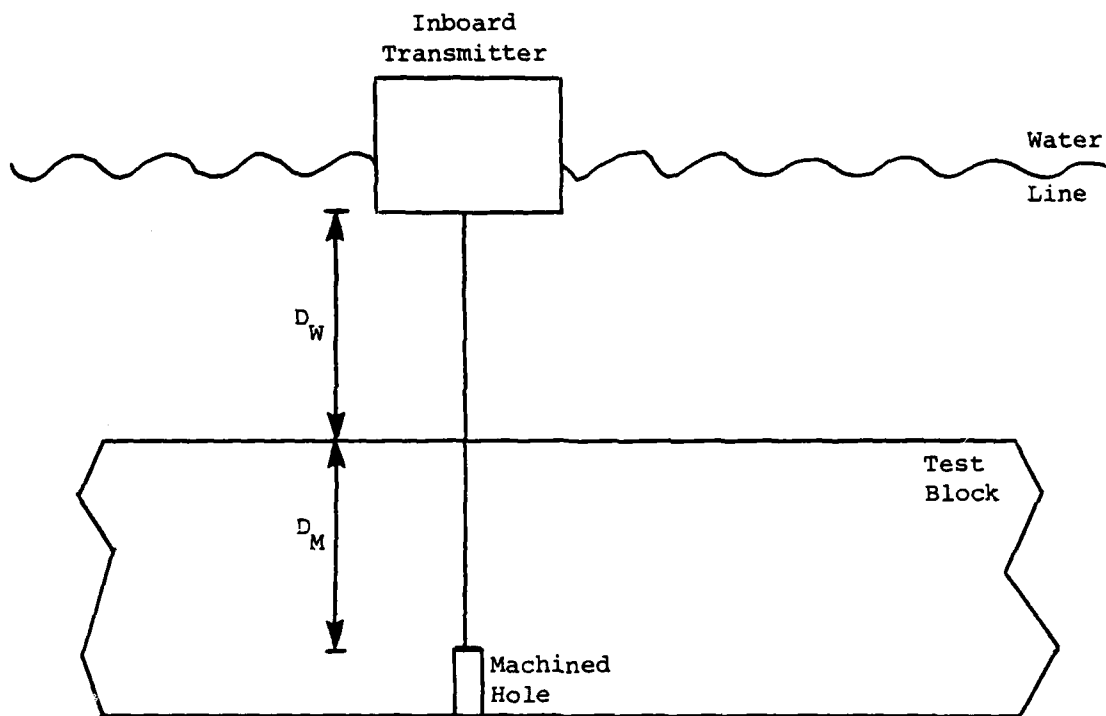 Inboard
Transmitter
Water
Line
D_W
Test
Block
D_M
Machined
Hole